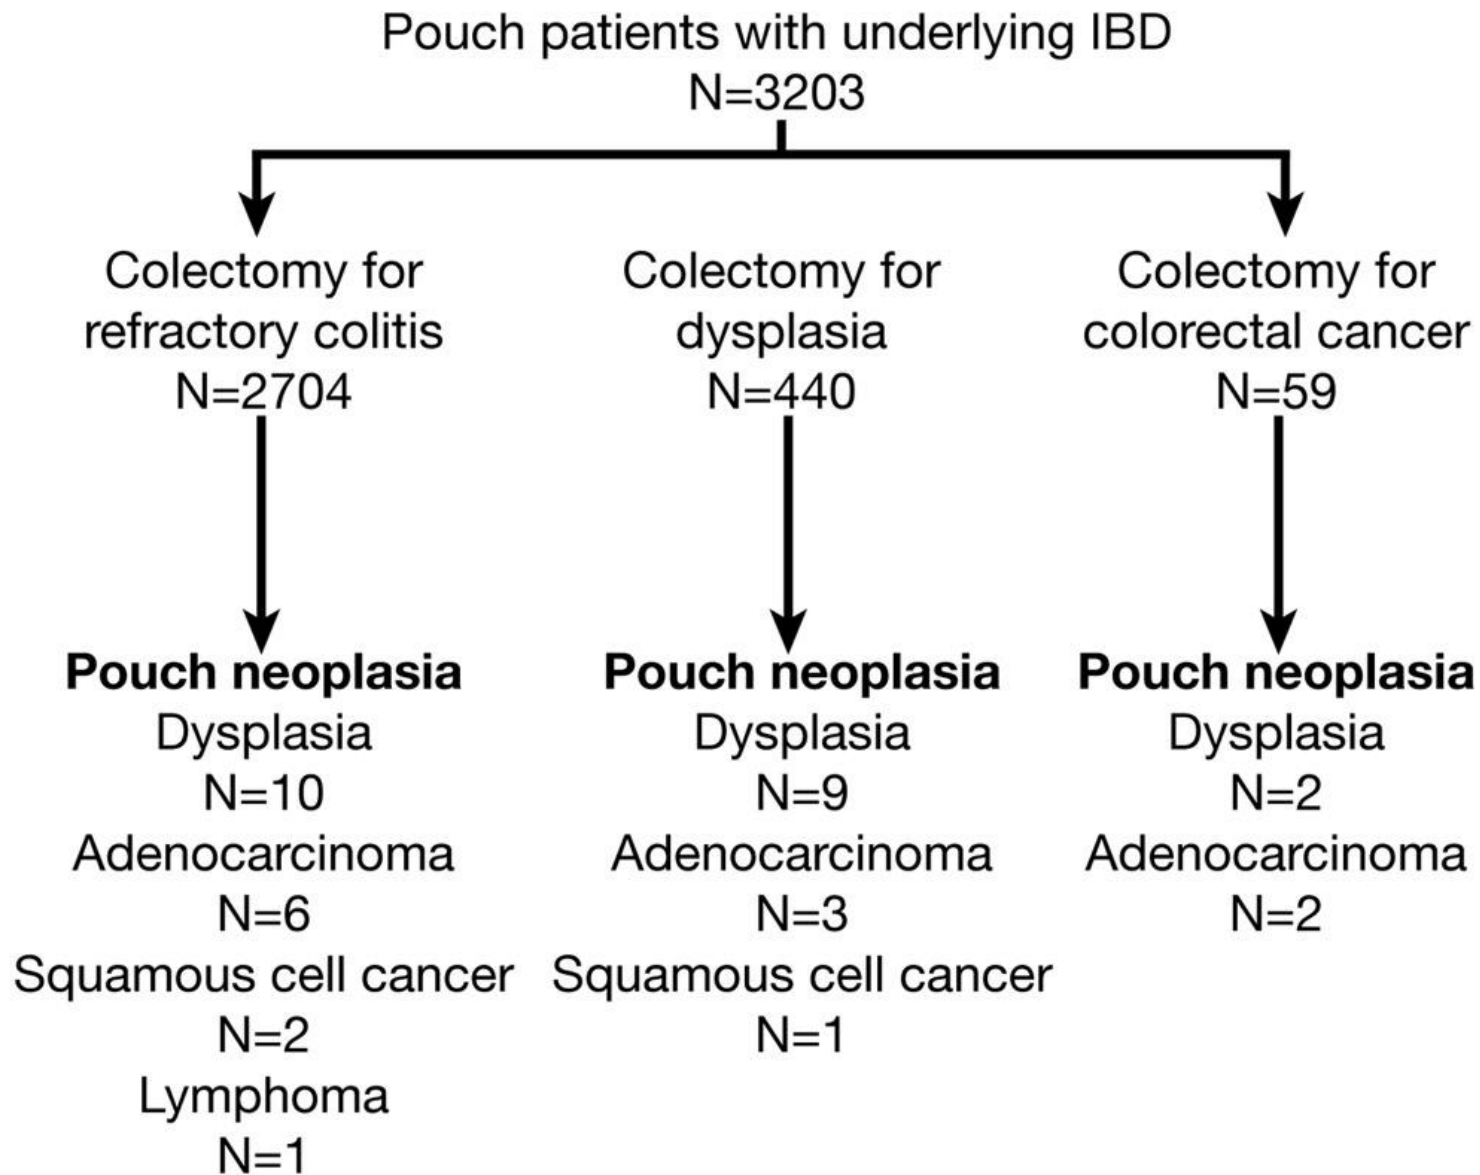 Pouch patients with underlying IBD
N=3203
Colectomy for
refractory colitis
N=2704
Colectomy for
dysplasia
N=440
Colectomy for
colorectal cancer
N=59
Pouch neoplasia
Dysplasia
N=10
Adenocarcinoma
N=6
Squamous cell cancer
N=2
Lymphoma
N=1
Pouch neoplasia
Dysplasia
N=9
Adenocarcinoma
N=3
Squamous cell cancer
N=1
Pouch neoplasia
Dysplasia
N=2
Adenocarcinoma
N=2